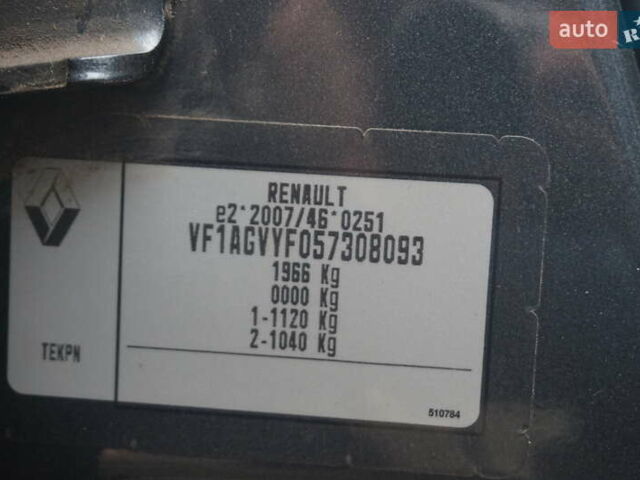 auto
R
RENAULT
e2*2007/46*0251
VF1AGVYF057308093
1966 Kg
0000 Kg
1-1120 Kg
2-1040 Kg
TEKPN
510784